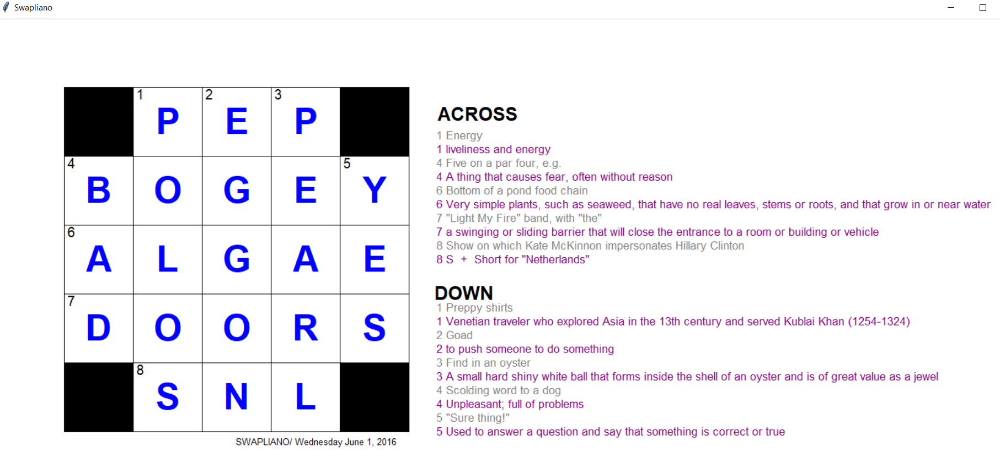 Swapliano
1 P 2 E 3 P
4 B O G E 5 Y
6 A L G A E
7 D O O R S
8 S N L
SWAPLIANO/ Wednesday June 1, 2016
ACROSS
1 Energy
1 liveliness and energy
4 Five on a par four, e.g.
4 A thing that causes fear, often without reason
6 Bottom of a pond food chain
6 Very simple plants, such as seaweed, that have no real leaves, stems or roots, and that grow in or near water
7 "Light My Fire" band, with "the"
7 a swinging or sliding barrier that will close the entrance to a room or building or vehicle
8 Show on which Kate McKinnon impersonates Hillary Clinton
8 S + Short for "Netherlands"
DOWN
1 Preppy shirts
1 Venetian traveler who explored Asia in the 13th century and served Kublai Khan (1254-1324)
2 Goad
2 to push someone to do something
3 Find in an oyster
3 A small hard shiny white ball that forms inside the shell of an oyster and is of great value as a jewel
4 Scolding word to a dog
4 Unpleasant; full of problems
5 "Sure thing!"
5 Used to answer a question and say that something is correct or true